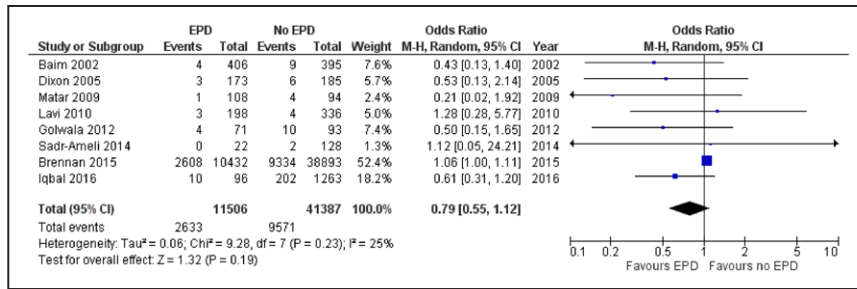 EPD No EPD Odds Ratio Odds Ratio
Study or Subgroup Events Total Events Total Weight M-H, Random, 95% CI Year M-H, Random, 95% CI
Baim 2002 4 406 9 395 7.6% 0.43 [0.13, 1.40] 2002
Dixon 2005 3 173 6 185 5.5% 0.53 [0.13, 2.14] 2005
Matar 2009 1 108 4 94 2.4% 0.21 [0.02, 1.92] 2009
Lavi 2010 3 198 4 336 5.0% 1.28 [0.28, 5.77] 2010
Golwala 2012 4 71 10 93 7.6% 0.50 [0.15, 1.65] 2012
Sadr-Ameli 2014 0 22 2 128 1.3% 1.12 [0.05, 24.21] 2014
Brennan 2015 2608 10432 9334 38893 52.4% 1.06 [1.00, 1.11] 2015
Iqbal 2016 10 96 202 1263 18.2% 0.61 [0.31, 1.20] 2016
Total (95% CI) 11506 41387 100.0% 0.79 [0.55, 1.12]
Total events 2633 9571
Heterogeneity: Tau² = 0.06; Chi² = 9.28, df = 7 (P = 0.23); I² = 25%
Test for overall effect: Z = 1.32 (P = 0.19)
0.1 0.2 0.5 1 2 5 10
Favours EPD Favours no EPD